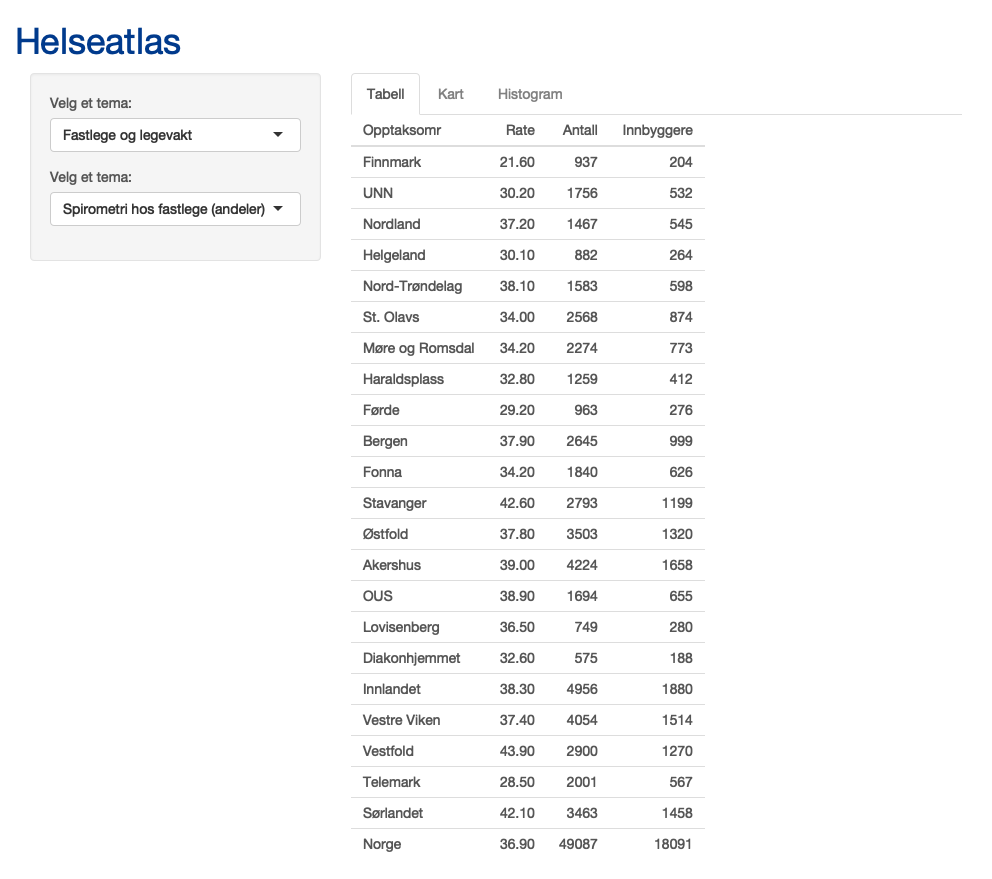 Helseatlas
Velg et tema:
Fastlege og legevakt
Velg et tema:
Spirometri hos fastlege (andeler)
Tabell Kart Histogram
Opptaksomr Rate Antall Innbyggere
Finnmark 21.60 937 204
UNN 30.20 1756 532
Nordland 37.20 1467 545
Helgeland 30.10 882 264
Nord-Trøndelag 38.10 1583 598
St. Olavs 34.00 2568 874
Møre og Romsdal 34.20 2274 773
Haraldsplass 32.80 1259 412
Førde 29.20 963 276
Bergen 37.90 2645 999
Fonna 34.20 1840 626
Stavanger 42.60 2793 1199
Østfold 37.80 3503 1320
Akershus 39.00 4224 1658
OUS 38.90 1694 655
Lovisenberg 36.50 749 280
Diakonhjemmet 32.60 575 188
Innlandet 38.30 4956 1880
Vestre Viken 37.40 4054 1514
Vestfold 43.90 2900 1270
Telemark 28.50 2001 567
Sørlandet 42.10 3463 1458
Norge 36.90 49087 18091